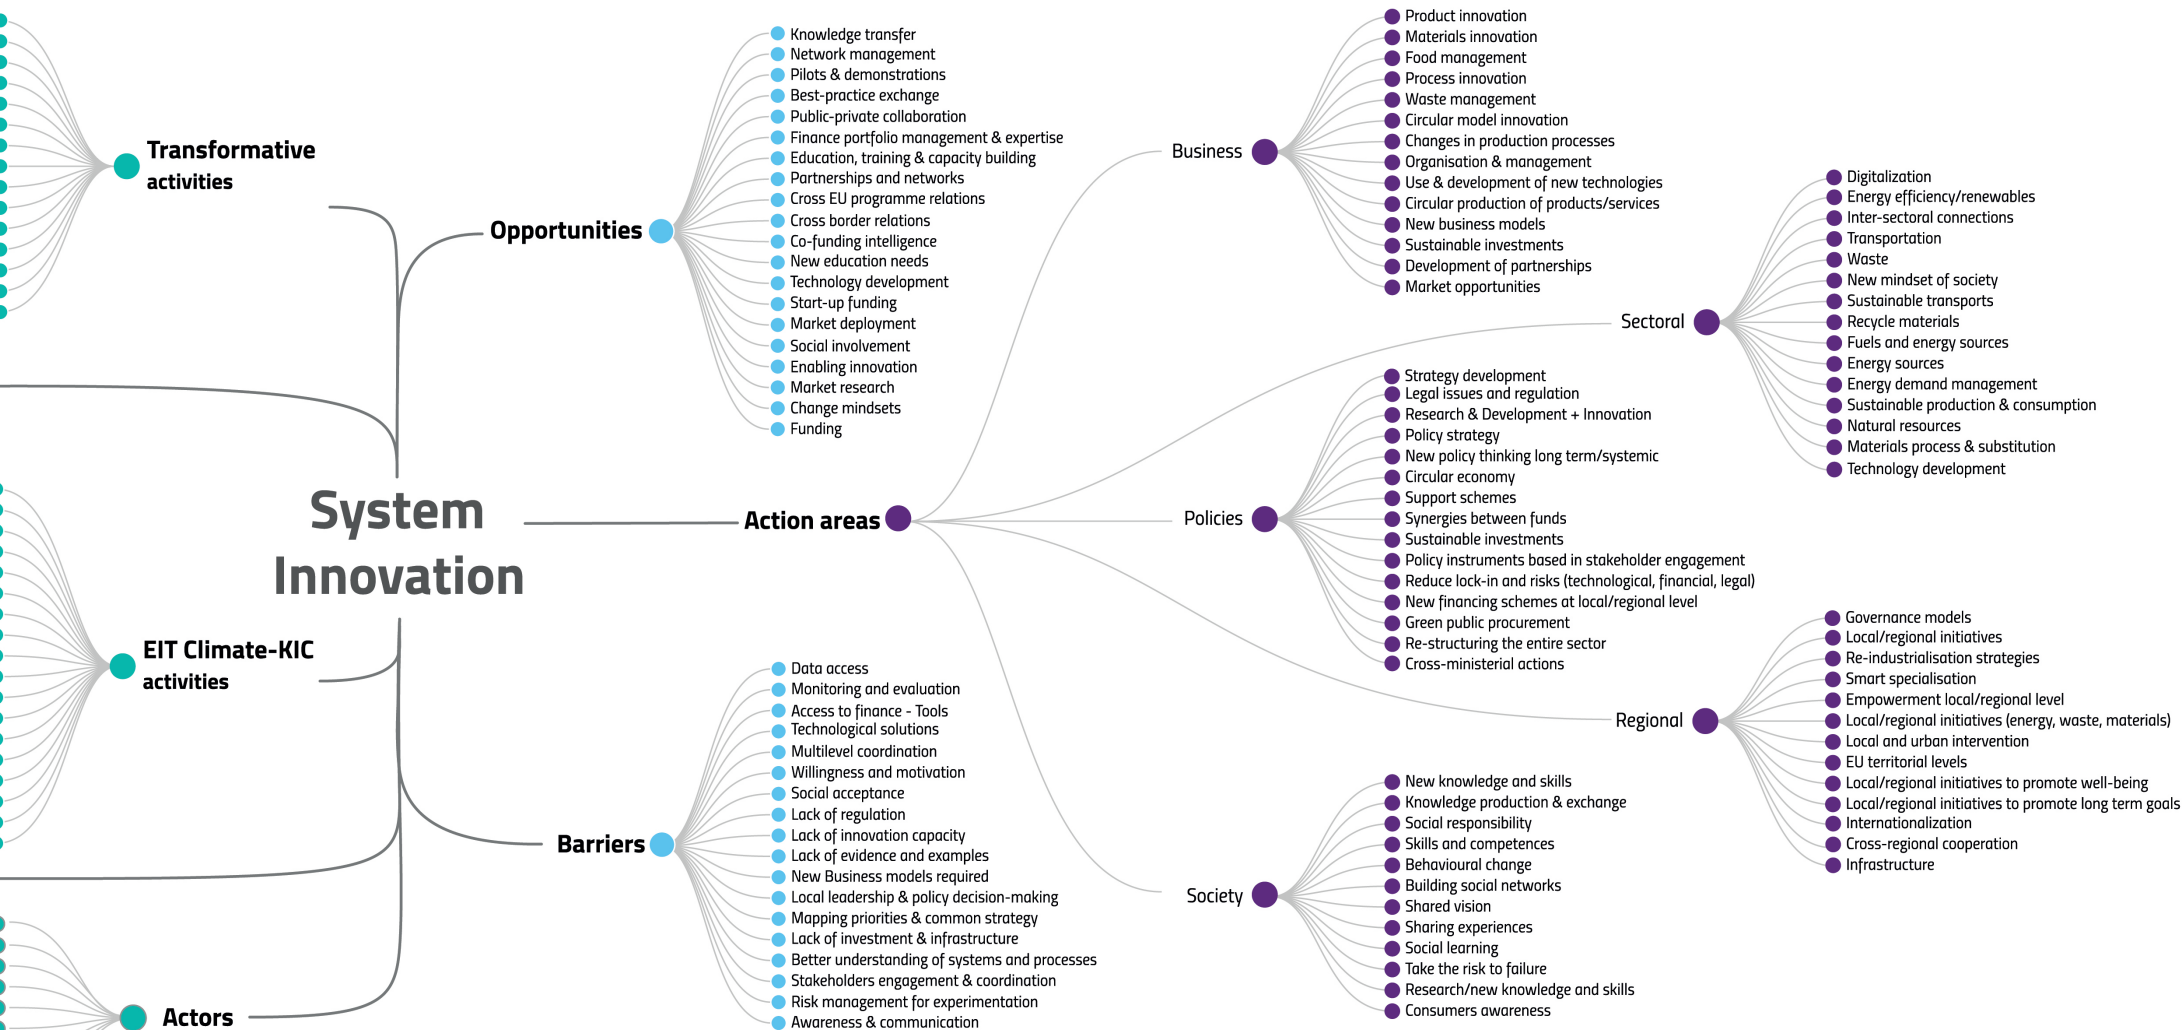 Transformative
activities
Opportunities
Knowledge transfer
Network management
Pilots & demonstrations
Best-practice exchange
Public-private collaboration
Finance portfolio management & expertise
Education, training & capacity building
Partnerships and networks
Cross EU programme relations
Cross border relations
Co-funding intelligence
New education needs
Technology development
Start-up funding
Market deployment
Social involvement
Enabling innovation
Market research
Change mindsets
Funding
System
Innovation
Action areas
Business
Product innovation
Materials innovation
Food management
Process innovation
Waste management
Circular model innovation
Changes in production processes
Organisation & management
Use & development of new technologies
Circular production of products/services
New business models
Sustainable investments
Development of partnerships
Market opportunities
Sectoral
Digitalization
Energy efficiency/renewables
Inter-sectoral connections
Transportation
Waste
New mindset of society
Sustainable transports
Recycle materials
Fuels and energy sources
Energy sources
Energy demand management
Sustainable production & consumption
Natural resources
Materials process & substitution
Technology development
Policies
Strategy development
Legal issues and regulation
Research & Development + Innovation
Policy strategy
New policy thinking long term/systemic
Circular economy
Support schemes
Synergies between funds
Sustainable investments
Policy instruments based in stakeholder engagement
Reduce lock-in and risks (technological, financial, legal)
New financing schemes at local/regional level
Green public procurement
Re-structuring the entire sector
Cross-ministerial actions
Regional
Governance models
Local/regional initiatives
Re-industrialisation strategies
Smart specialisation
Empowerment local/regional level
Local/regional initiatives (energy, waste, materials)
Local and urban intervention
EU territorial levels
Local/regional initiatives to promote well-being
Local/regional initiatives to promote long term goals
Internationalization
Cross-regional cooperation
Infrastructure
Society
New knowledge and skills
Knowledge production & exchange
Social responsibility
Skills and competences
Behavioural change
Building social networks
Shared vision
Sharing experiences
Social learning
Take the risk to failure
Research/new knowledge and skills
Consumers awareness
EIT Climate-KIC
activities
Barriers
Data access
Monitoring and evaluation
Access to finance - Tools
Technological solutions
Multilevel coordination
Willingness and motivation
Social acceptance
Lack of regulation
Lack of innovation capacity
Lack of evidence and examples
New Business models required
Local leadership & policy decision-making
Mapping priorities & common strategy
Lack of investment & infrastructure
Better understanding of systems and processes
Stakeholders engagement & coordination
Risk management for experimentation
Awareness & communication
Actors